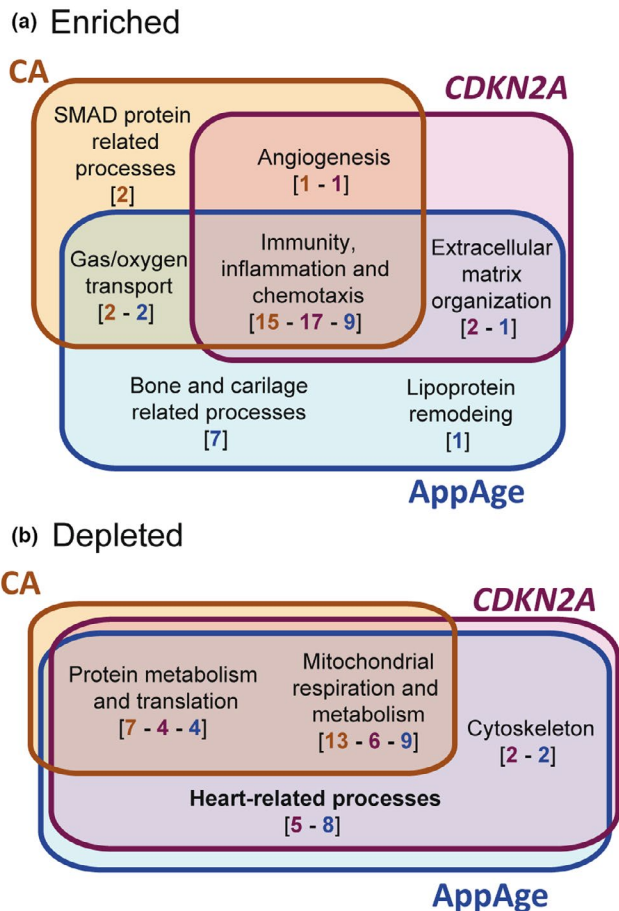 (a) Enriched
CA
CDKN2A
SMAD protein
related
processes
[2]
Angiogenesis
[1 - 1]
Gas/oxygen
transport
[2 - 2]
Immunity,
inflammation and
chemotaxis
[15 - 17 - 9]
Extracellular
matrix
organization
[2 - 1]
Bone and carilage
related processes
[7]
Lipoprotein
remodeing
[1]
AppAge
(b) Depleted
CA
CDKN2A
Protein metabolism
and translation
[7 - 4 - 4]
Mitochondrial
respiration and
metabolism
[13 - 6 - 9]
Cytoskeleton
[2 - 2]
Heart-related processes
[5 - 8]
AppAge